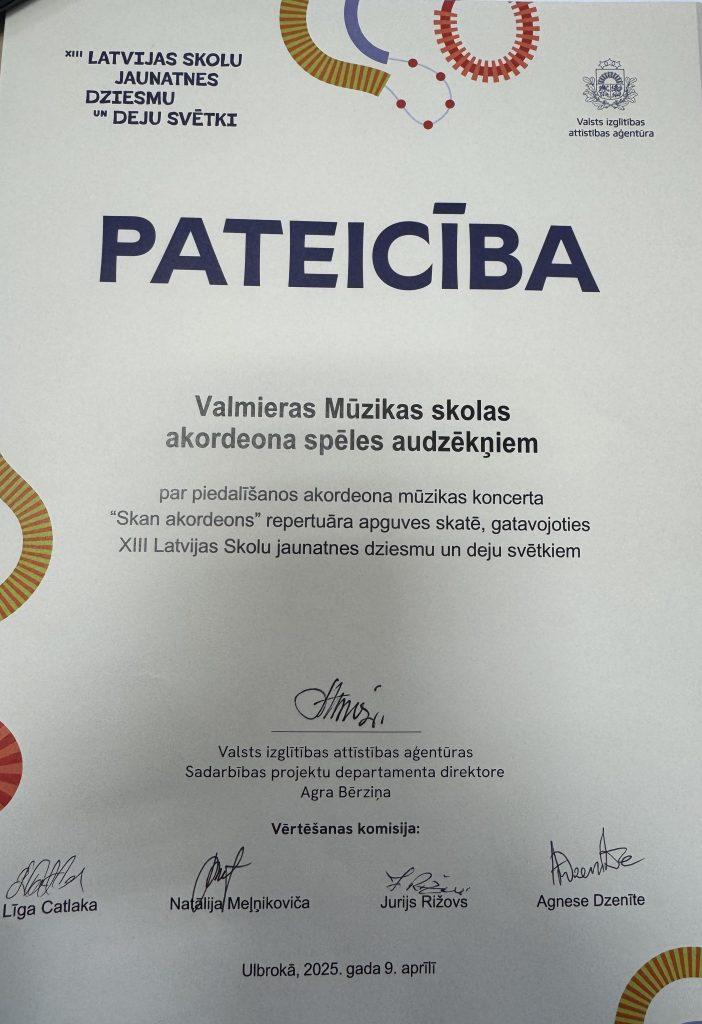 XIII LATVIJAS SKOLU
JAUNATNES
DZIESMU
UN DEJU SVĒTKI
Valsts izglītības
attīstības aģentūra
PATEICĪBA
Valmieras Mūzikas skolas
akordeona spēles audzēkņiem
par piedalīšanos akordeona mūzikas koncerta
“Skan akordeons” repertuāra apguves skatē, gatavojoties
XIII Latvijas Skolu jaunatnes dziesmu un deju svētkiem
Valsts izglītības attīstības aģentūras
Sadarbības projektu departamenta direktore
Agra Bērziņa
Vērtēšanas komisija:
Līga Catlaka
Natālija Meļņikoviča
Jurijs Rižovs
Agnese Dzenīte
Ulbrokā, 2025. gada 9. aprīlī